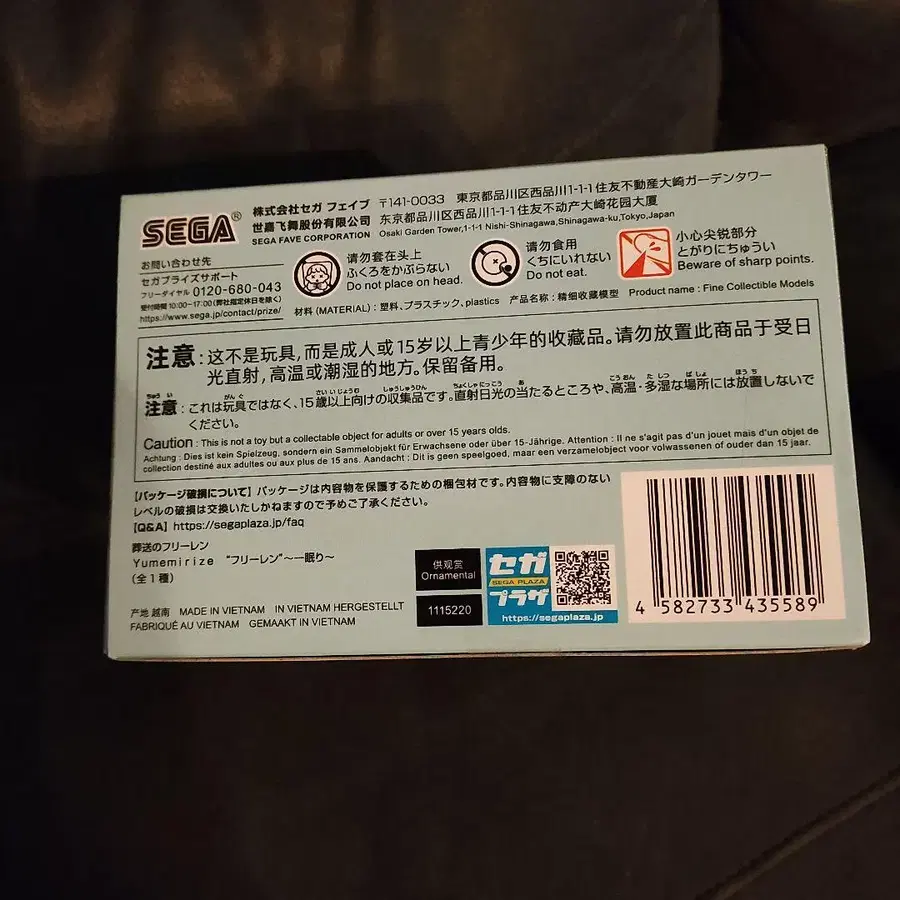 SEGA®
株式会社セガ フェイブ 〒141-0033 東京都品川区西品川1-1-1住友不動産大崎ガーデンタワー
世嘉飞舞股份有限公司 东京都品川区西品川1-1-1住友不动产大崎花园大厦
SEGA FAVE CORPORATION Osaki Garden Tower,1-1-1 Nishi-Shinagawa,Shinagawa-ku,Tokyo,Japan
お問い合わせ先
セガプライズサポート
フリーダイヤル 0120-680-043
受付時間 10:00~17:00(弊社指定休日を除く)
https://www.sega.jp/contact/prize/
请勿套在头上
ふくろをかぶらない
Do not place on head.
请勿食用
くちにいれない
Do not eat.
小心尖锐部分
とがりにちゅうい
Beware of sharp points.
材料(MATERIAL):塑料、プラスチック、plastics 产品名称:精细收藏模型 Product name : Fine Collectible Models
注意:这不是玩具,而是成人或15岁以上青少年的收藏品。请勿放置此商品于受日
光直射,高温或潮湿的地方。保留备用。
注意:これは玩具ではなく、15歳以上向けの収集品です。直射日光の当たるところや、高温・多湿な場所には放置しないで
ください。
Caution : This is not a toy but a collectable object for adults or over 15 years old.
Achtung : Dies ist kein Spielzeug, sondern ein Sammelobjekt für Erwachsene oder über 15-Jährige. Attention : Il ne s'agit pas d'un jouet mais d'un objet de
collection destiné aux adultes ou aux plus de 15 ans. Aandacht : Dit is geen speelgoed, maar een verzamelobject voor volwassenen of ouder dan 15 jaar.
【パッケージ破損について】パッケージは内容物を保護するための梱包材です。内容物に支障のない
レベルの破損は交換いたしかねますので予めご了承ください。
【Q&A】https://segaplaza.jp/faq
葬送のフリーレン
Yumemirize “フリーレン”~一眠り~
(全1種)
产地 越南 MADE IN VIETNAM IN VIETNAM HERGESTELLT
FABRIQUÉ AU VIETNAM GEMAAKT IN VIETNAM
供观赏
Ornamental
1115220
セガ
SEGA PLAZA
プラザ
https://segaplaza.jp
4 582733 435589